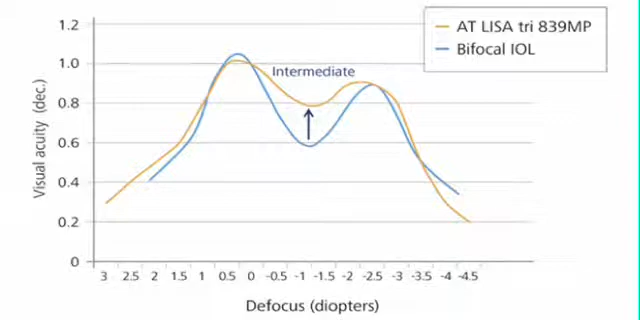 1.2
AT LISA tri 839MP
Bifocal IOL
1.0
Intermediate
0.8
0.6
0.4
0.2
0
Visual acuity (dec.)
3 2.5 2 1.5 1 0.5 0 -0.5 -1 -1.5 -2 -2.5 -3 -3.5 -4 -4.5
Defocus (diopters)